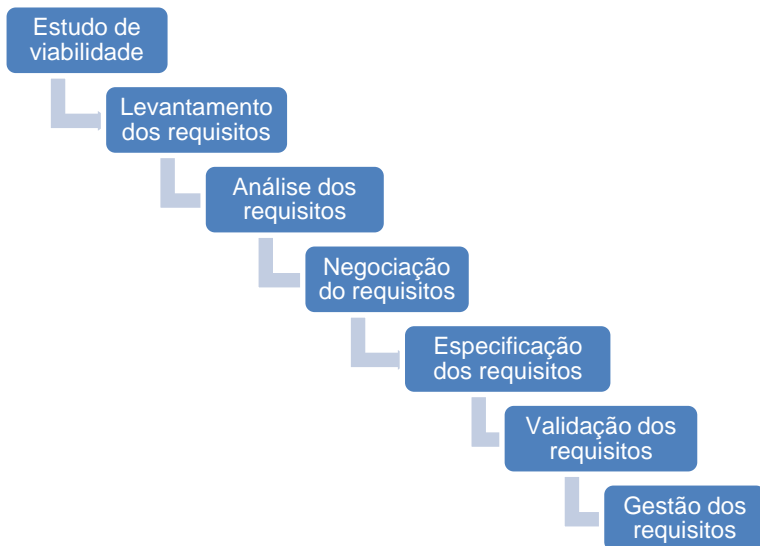 Estudo de
viabilidade
Levantamento
dos requisitos
Análise dos
requisitos
Negociação
do requisitos
Especificação
dos requisitos
Validação dos
requisitos
Gestão dos
requisitos